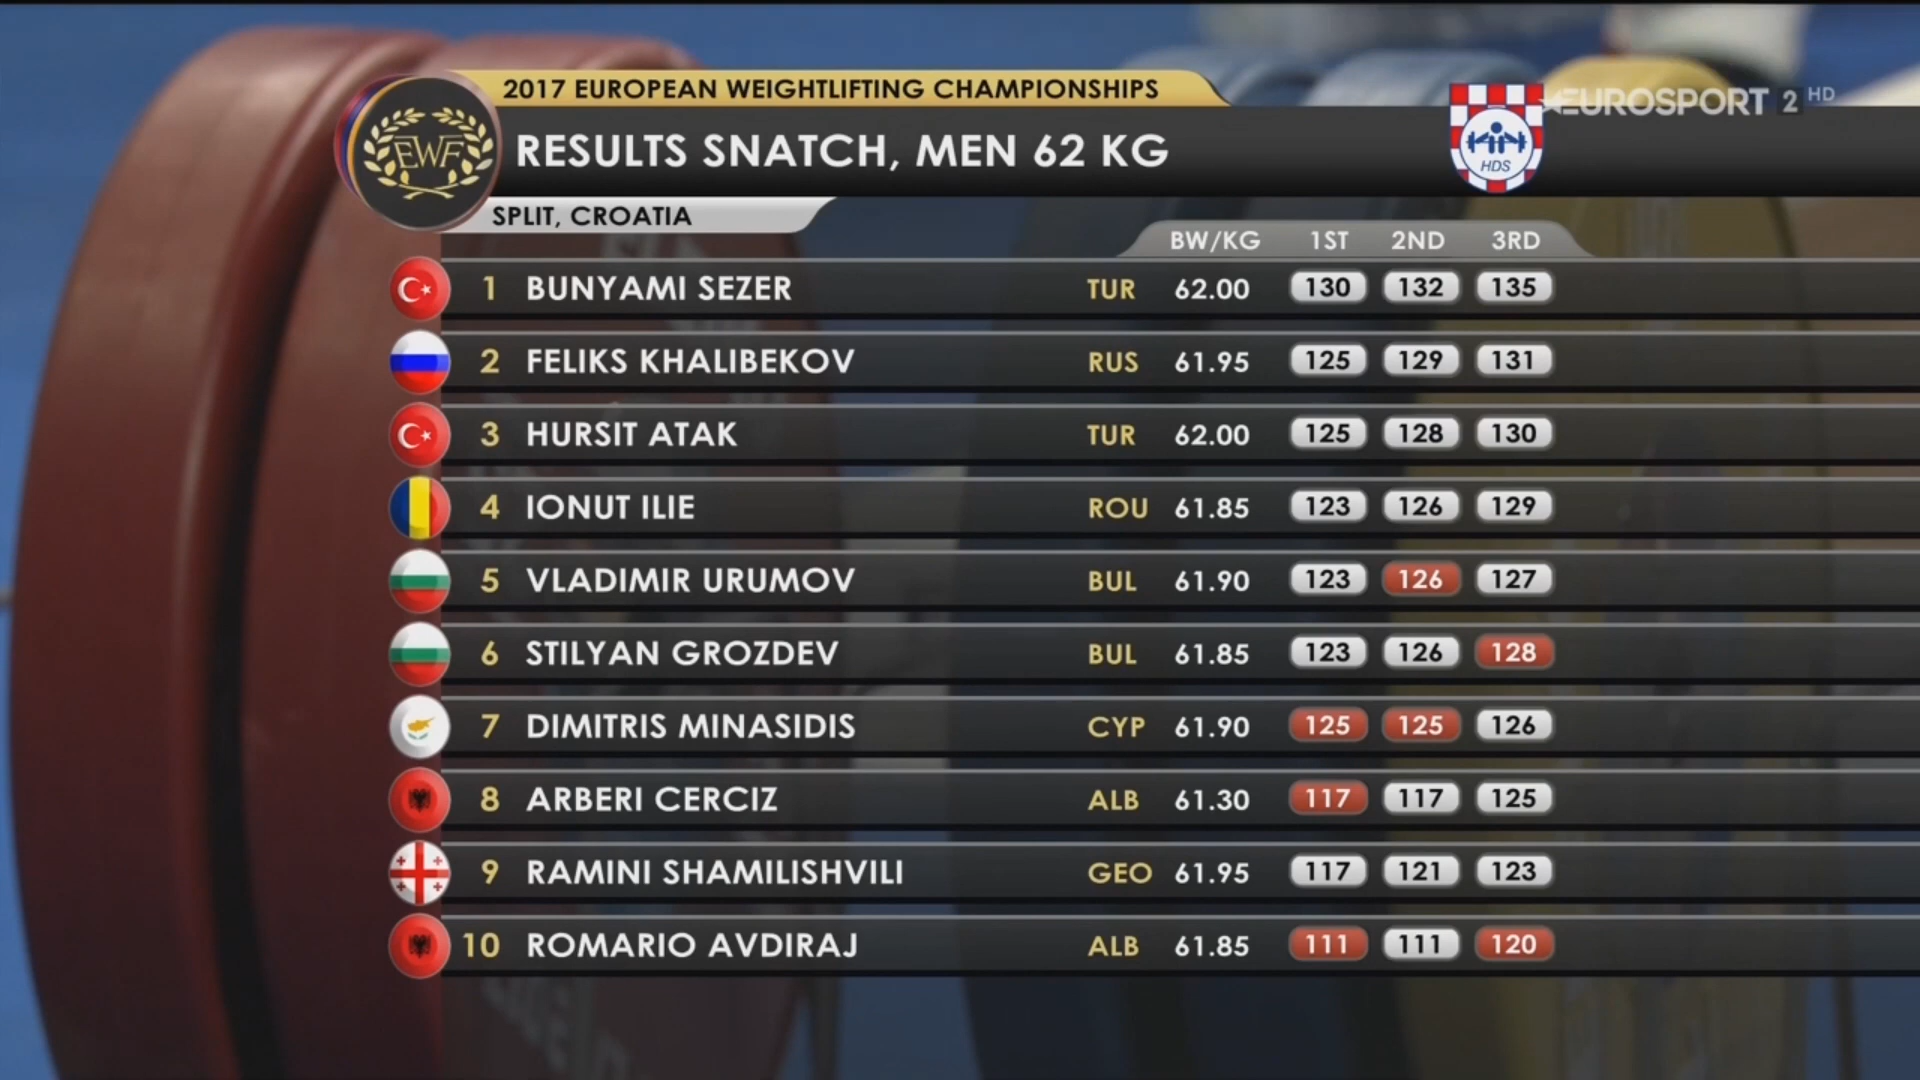 2017 EUROPEAN WEIGHTLIFTING CHAMPIONSHIPS
EWF
RESULTS SNATCH, MEN 62 KG
HDS
EUROSPORT 2 HD
SPLIT, CROATIA
BW/KG 1ST 2ND 3RD
1 BUNYAMI SEZER TUR 62.00 130 132 135
2 FELIKS KHALIBEKOV RUS 61.95 125 129 131
3 HURSIT ATAK TUR 62.00 125 128 130
4 IONUT ILIE ROU 61.85 123 126 129
5 VLADIMIR URUMOV BUL 61.90 123 126 127
6 STILYAN GROZDEV BUL 61.85 123 126 128
7 DIMITRIS MINASIDIS CYP 61.90 125 125 126
8 ARBERI CERCIZ ALB 61.30 117 117 125
9 RAMINI SHAMILISHVILI GEO 61.95 117 121 123
10 ROMARIO AVDIRAJ ALB 61.85 111 111 120